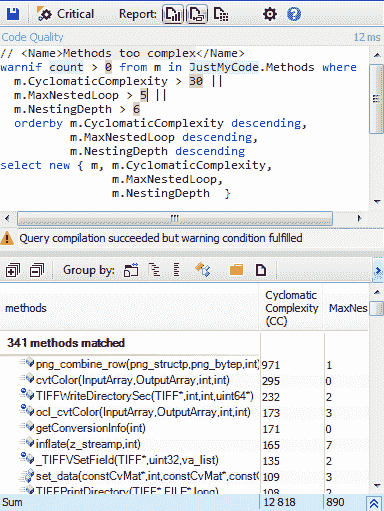 Critical Report:
Code Quality 12 ms
// <Name>Methods too complex</Name>
warnif count > 0 from m in JustMyCode.Methods where
m.CyclomaticComplexity > 30 ||
m.MaxNestedLoop > 5 ||
m.NestingDepth > 6
orderby m.CyclomaticComplexity descending,
m.MaxNestedLoop descending,
m.NestingDepth descending
select new { m, m.CyclomaticComplexity,
m.MaxNestedLoop,
m.NestingDepth }
Query compilation succeeded but warning condition fulfilled
Group by:
methods Cyclomatic Complexity (CC) MaxNes
341 methods matched
png_combine_row(png_structp,png_bytep,int) 971 1
cvtColor(InputArray,OutputArray,int,int) 295 0
TIFFWriteDirectorySec(TIFF*,int,int,uint64*) 232 2
ocl_cvtColor(InputArray,OutputArray,int,int) 173 3
getConversionInfo(int) 171 0
inflate(z_streamp,int) 165 7
_TIFFVSetField(TIFF*,uint32,va_list) 135 2
set_data(constCvMat*,int,constCvMat*,constC 109 3
TIFFPrintDirectory(TIFF*,FILE*,long) 108 2
Sum 12 818 890